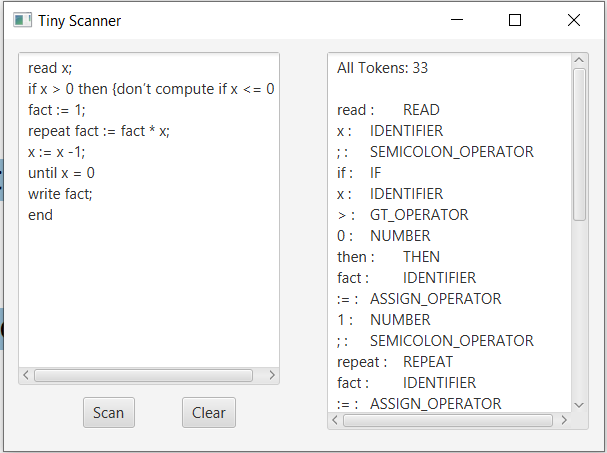 Tiny Scanner
read x;
if x > 0 then {don't compute if x <= 0
fact := 1;
repeat fact := fact * x;
x := x -1;
until x = 0
write fact;
end
Scan
Clear
All Tokens: 33
read : READ
x : IDENTIFIER
; : SEMICOLON_OPERATOR
if : IF
x : IDENTIFIER
> : GT_OPERATOR
0 : NUMBER
then : THEN
fact : IDENTIFIER
:= : ASSIGN_OPERATOR
1 : NUMBER
; : SEMICOLON_OPERATOR
repeat : REPEAT
fact : IDENTIFIER
:= : ASSIGN_OPERATOR